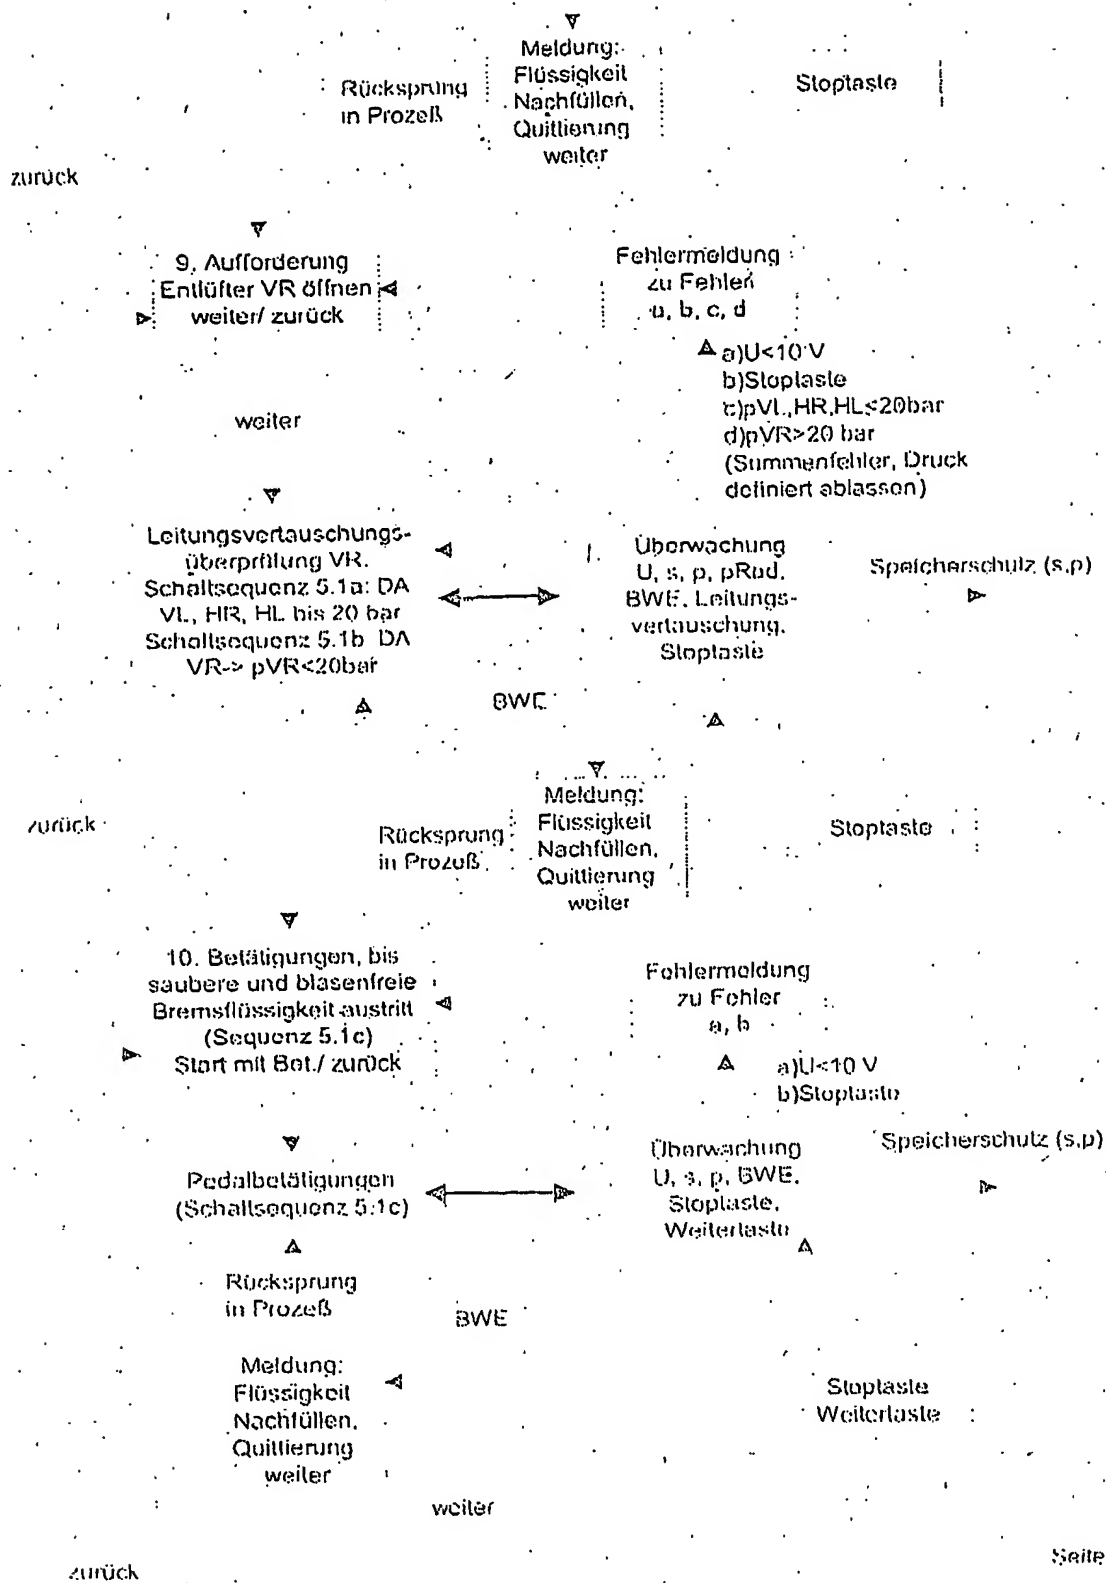 Meldung:
Flüssigkeit
Nachfüllen,
Quittierung
weiter
Rücksprung
in Prozeß
Stoptaste
zurück
9. Aufforderung
Entlüfter VR öffnen
weiter/ zurück
Fehlermeldung
zu Fehler
a, b, c, d
a)U<10 V
b)Stoptaste
c)pVL,HR,HL<20bar
d)pVR>20 bar
(Summenfehler, Druck
definiert ablassen)
weiter
Leitungsvertauschungs-
überprüfung VR.
Schaltsequenz 5.1a: DA
VL, HR, HL bis 20 bar
Schaltsequenz 5.1b DA
VR-> pVR<20bar
Überwachung
U, s, p, pRad,
BWE, Leitungs-
vertauschung,
Stoptaste
Speicherschutz (s,p)
BWE
Meldung:
Flüssigkeit
Nachfüllen,
Quittierung
weiter
zurück
Rücksprung
in Prozeß
Stoptaste
10. Betätigungen, bis
saubere und blasenfreie
Bremsflüssigkeit austritt
(Sequenz 5.1c)
Start mit Bet./ zurück
Fehlermeldung
zu Fehler
a, b
a)U<10 V
b)Stoptaste
Pedalbetätigungen
(Schaltsequenz 5.1c)
Überwachung
U, s, p, BWE,
Stoptaste,
Weitertaste
Speicherschutz (s,p)
Rücksprung
in Prozeß
BWE
Meldung:
Flüssigkeit
Nachfüllen,
Quittierung
weiter
Stoptaste
Weitertaste
weiter
zurück
Seite